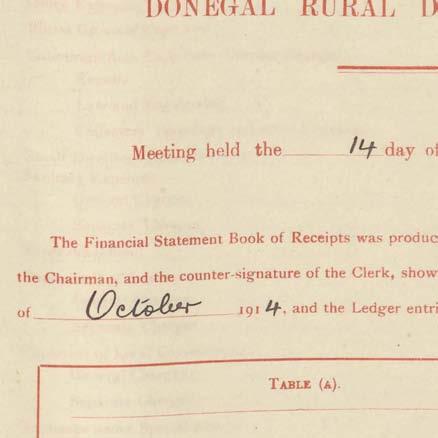 DONEGAL RURAL D
Meeting held the 14 day of
The Financial Statement Book of Receipts was produc
the Chairman, and the counter-signature of the Clerk, show
of October 1914, and the Ledger entri
TABLE (A).